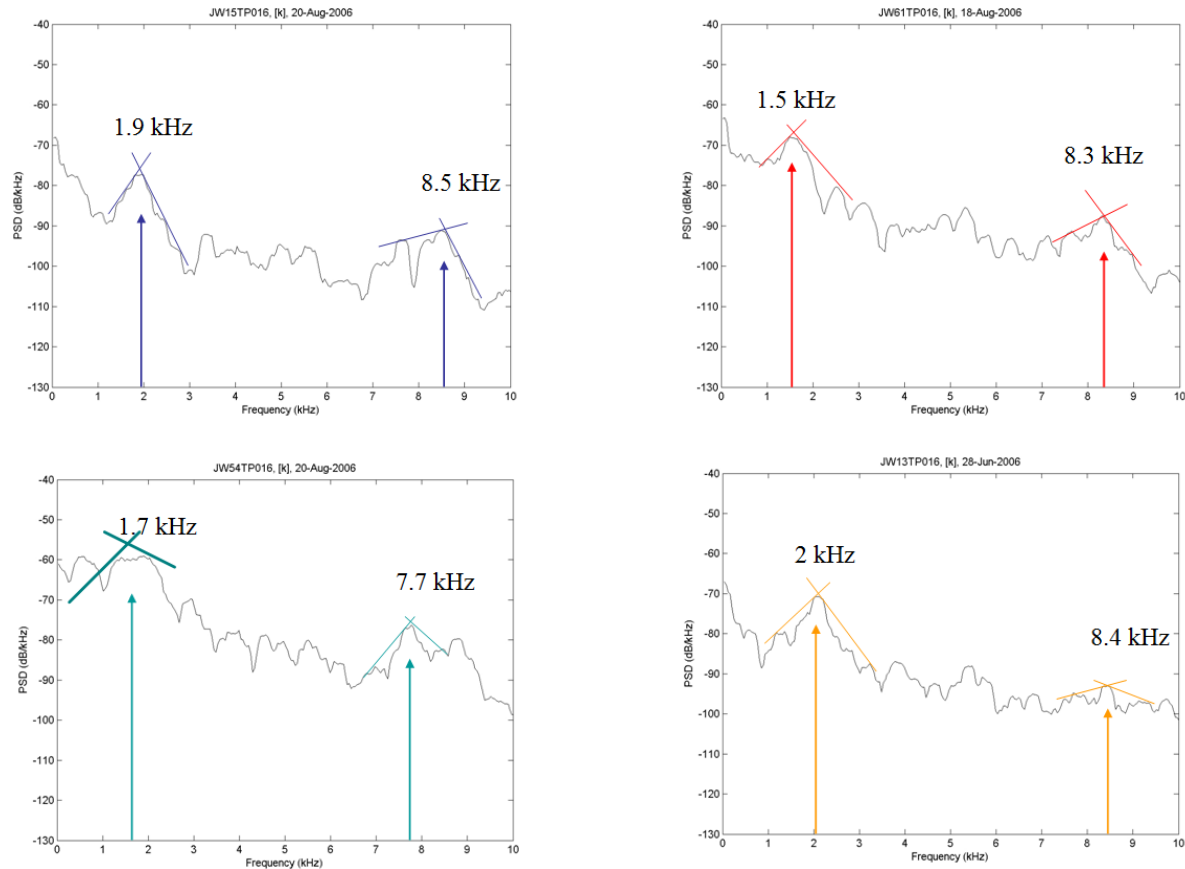 JW15TP016, [k], 20-Aug-2006
-40
-50
-60
-70
-80
-90
-100
-110
-120
-130
PSD (dB/kHz)
1.9 kHz
8.5 kHz
0 1 2 3 4 5 6 7 8 9 10
Frequency (kHz)
JW61TP016, [k], 18-Aug-2006
-40
-50
-60
-70
-80
-90
-100
-110
-120
-130
PSD (dB/kHz)
1.5 kHz
8.3 kHz
0 1 2 3 4 5 6 7 8 9 10
Frequency (kHz)
JW54TP016, [k], 20-Aug-2006
-40
-50
-60
-70
-80
-90
-100
-110
-120
-130
PSD (dB/kHz)
1.7 kHz
7.7 kHz
0 1 2 3 4 5 6 7 8 9 10
Frequency (kHz)
JW13TP016, [k], 28-Jun-2006
-40
-50
-60
-70
-80
-90
-100
-110
-120
-130
PSD (dB/kHz)
2 kHz
8.4 kHz
0 1 2 3 4 5 6 7 8 9 10
Frequency (kHz)